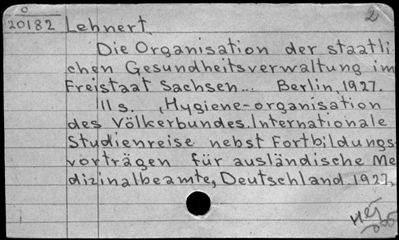 0
20182 Lehnert. 2
Die Organisation der staatli
chen Gesundheitsverwaltung im
Freistaat Sachsen... Berlin, 1927.
11 s. (Hygiene-organisation
des Völkerbundes. Internationale
Studienreise nebst Fortbildungs-
vorträgen für ausländische Me
dizinalbeamte, Deutschland 1927.